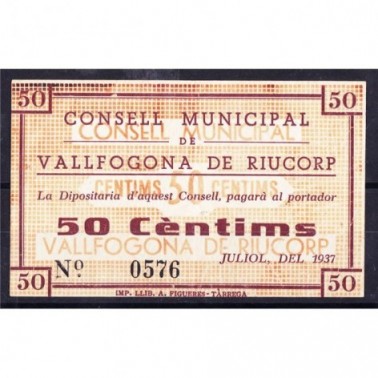 50 50
CONSELL MUNICIPAL
CONSELL MUNICIPAL
DE
VALLFOGONA DE RIUCORP
CENTIMS 50 CENTIMS
La Dipositaria d'aquest Consell, pagará al portador
50 Cèntims
VALLFOGONA DE RIUCORP
Nº. 0576 JULIOL, DEL 1937
50 50
IMP. LLIB. A. FIGUERES-TÀRREGA